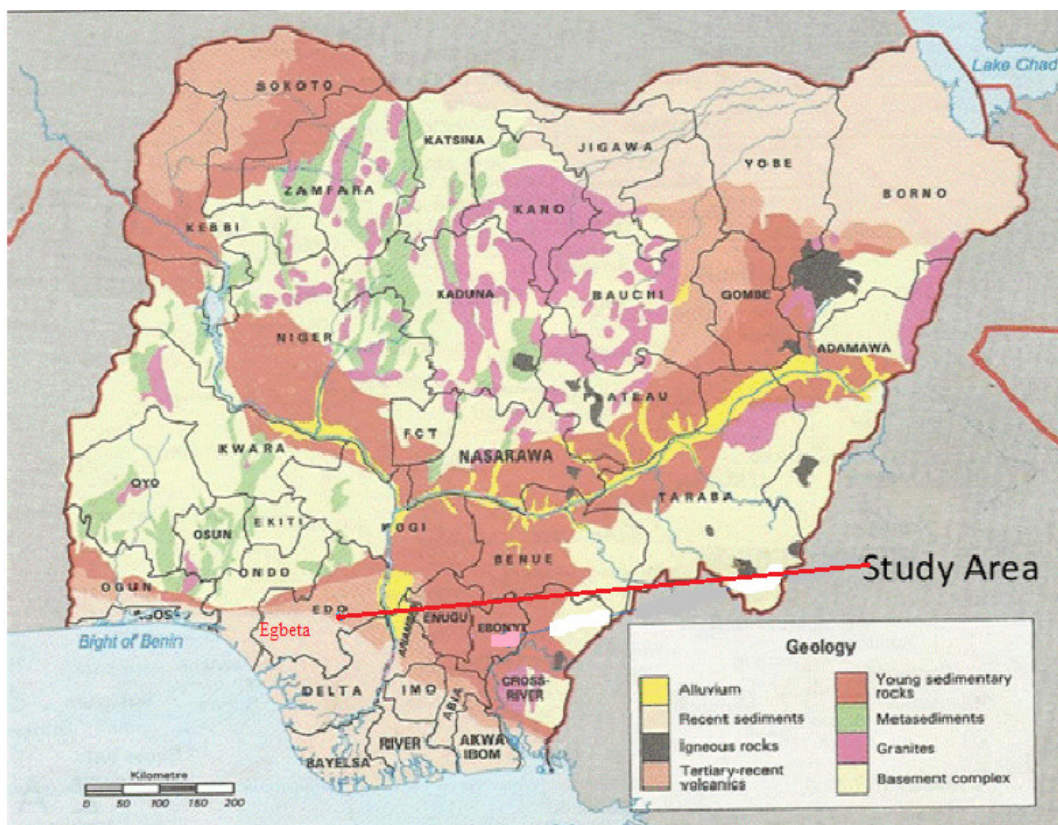 Lake Chad
SOKOTO
KATSINA
JIGAWA
YOBE
BORNO
ZAMFARA
KANO
KEBBI
KADUNA
BAUCHI
GOMBE
NIGER
ADAMAWA
PLATEAU
FCT
NASARAWA
KWARA
OYO
TARABA
KOGI
OSUN
EKITI
BENUE
ONDO
Study Area
OGUN
EDO
ENUGU
EBONYI
Egbeta
Bight of Benin
DELTA
IMO
ABIA
CROSS-
RIVER
RIVER
AKWA
IBOM
BAYELSA
Geology
Alluvium
Recent sediments
Igneous rocks
Tertiary-recent
volcanics
Young sedimentary
rocks
Metasediments
Granites
Basement complex
Kilometre
0 50 100 150 200